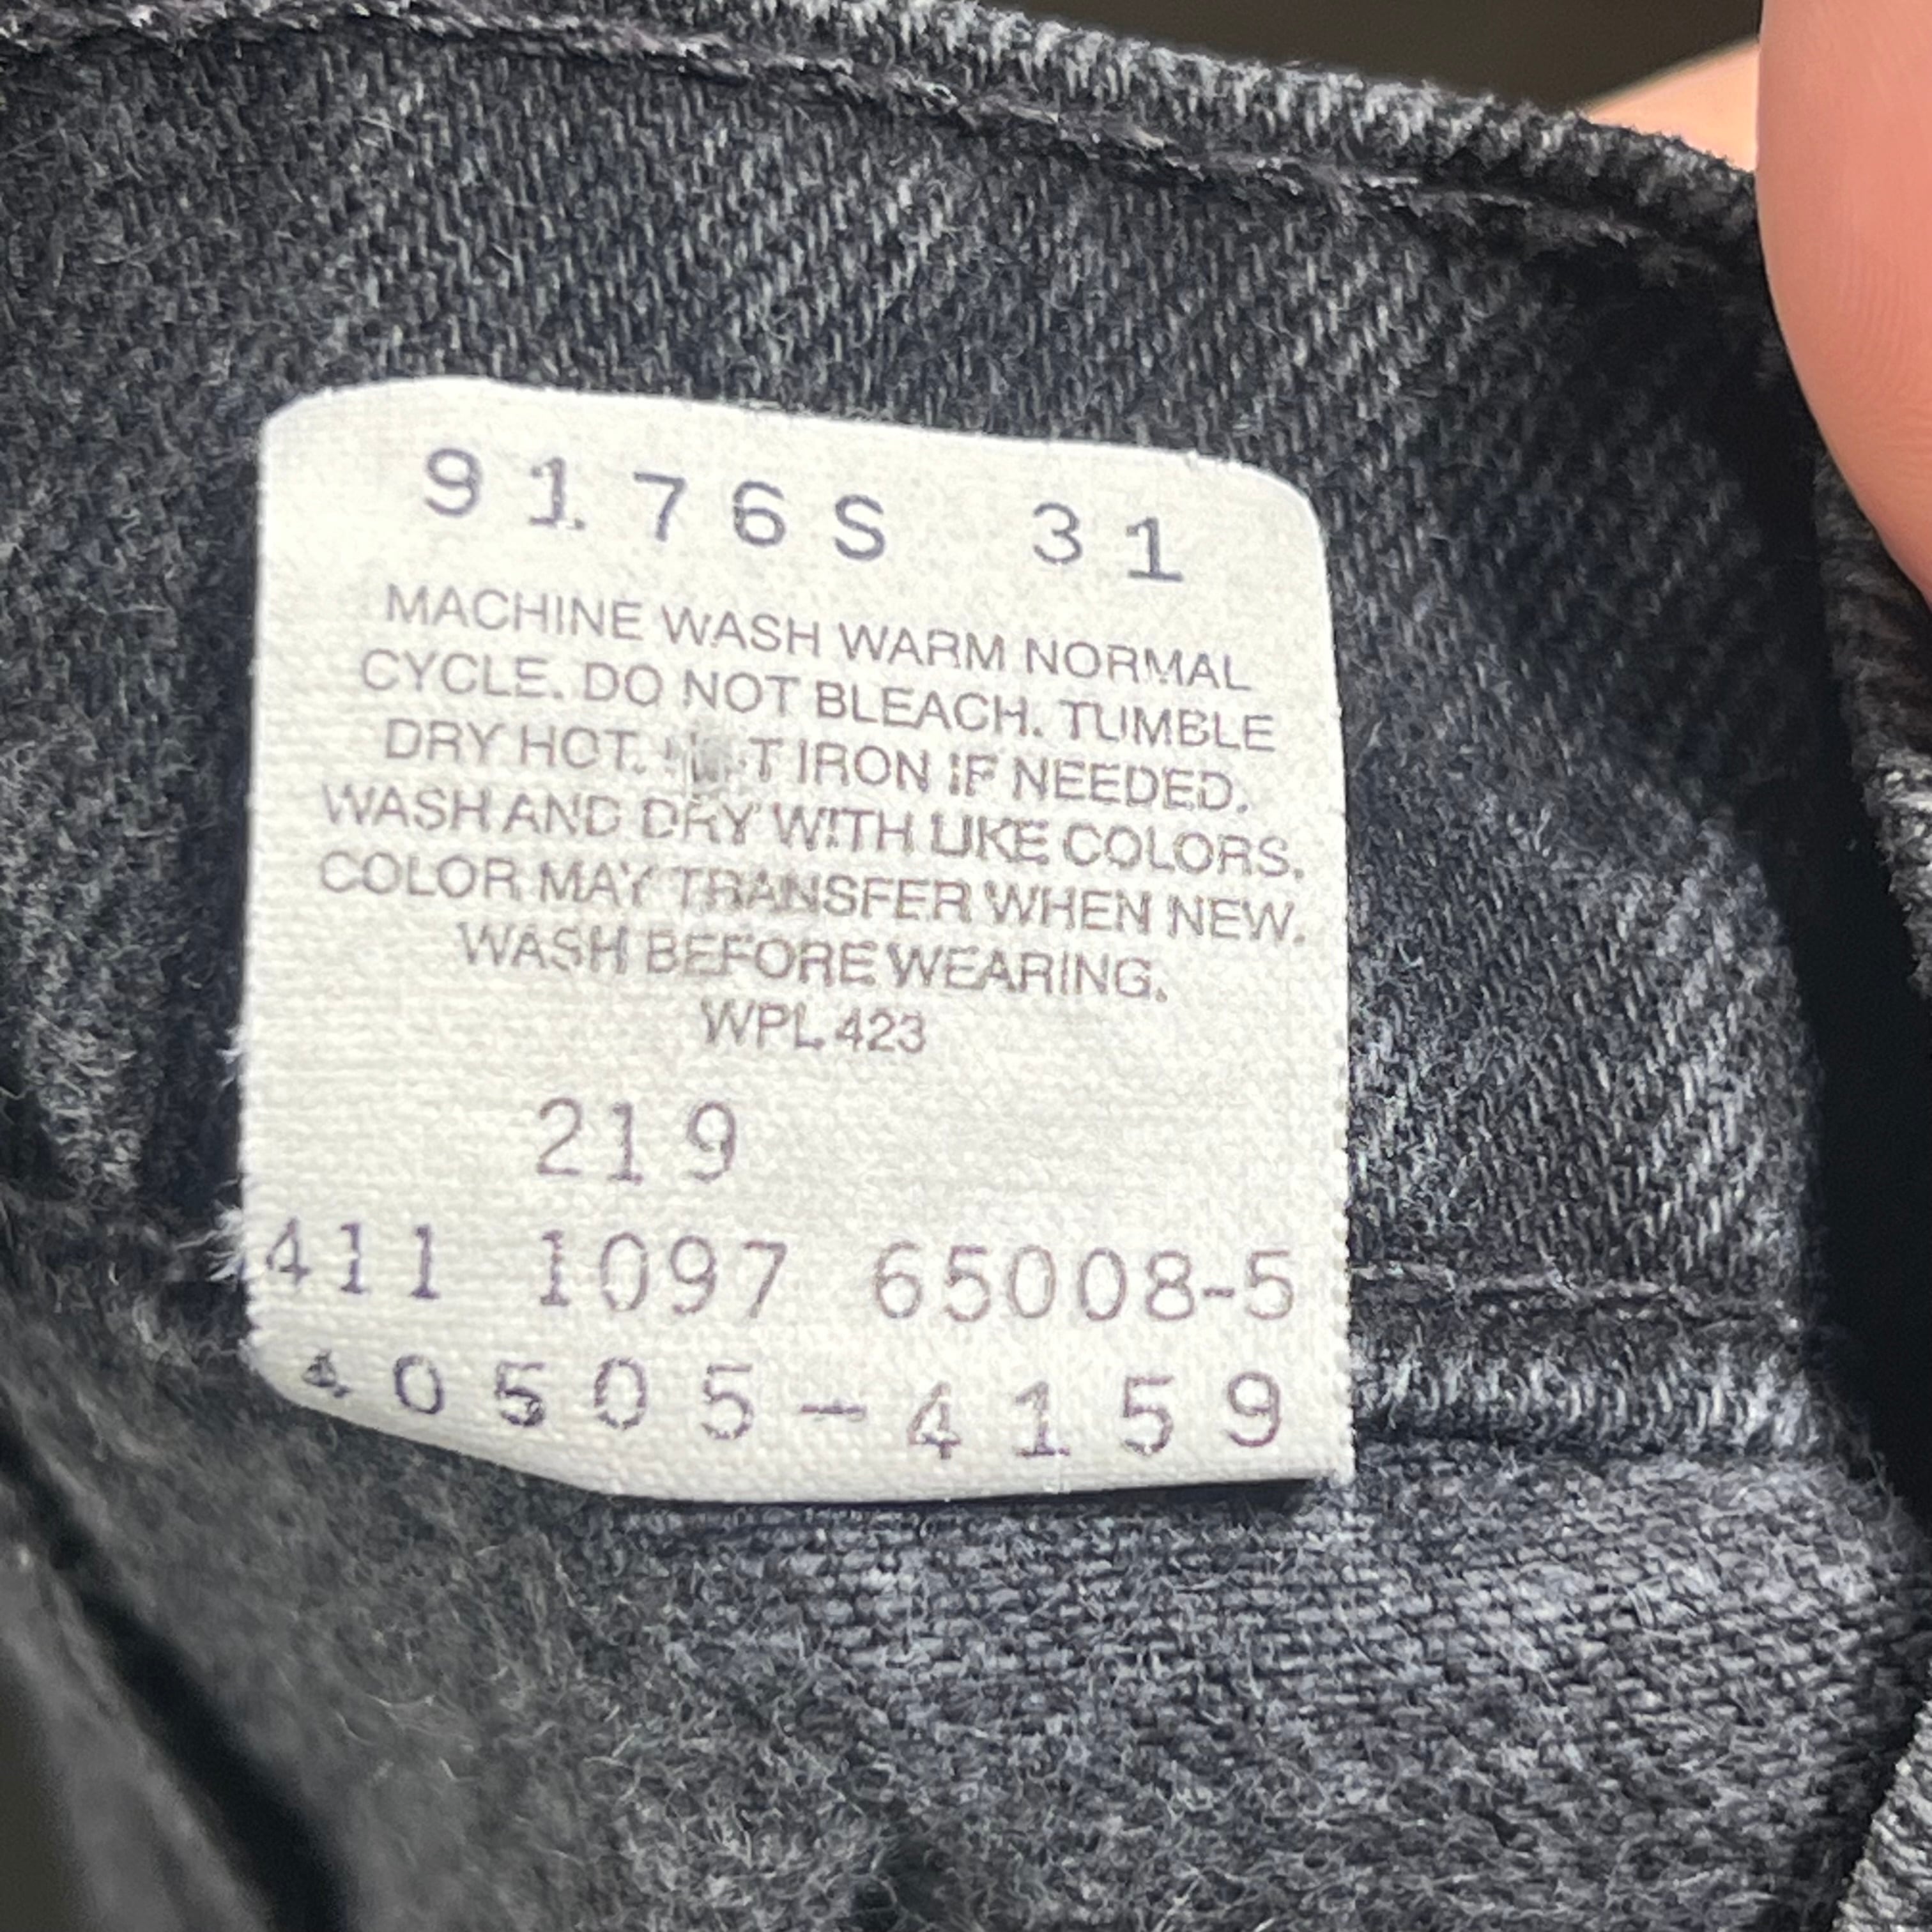 9176S 31
MACHINE WASH WARM NORMAL
CYCLE. DO NOT BLEACH. TUMBLE
DRY HOT. IRON IF NEEDED.
WASH AND DRY WITH LIKE COLORS.
COLOR MAY TRANSFER WHEN NEW.
WASH BEFORE WEARING.
WPL 423
219
411 1097 65008-5
40505-4159